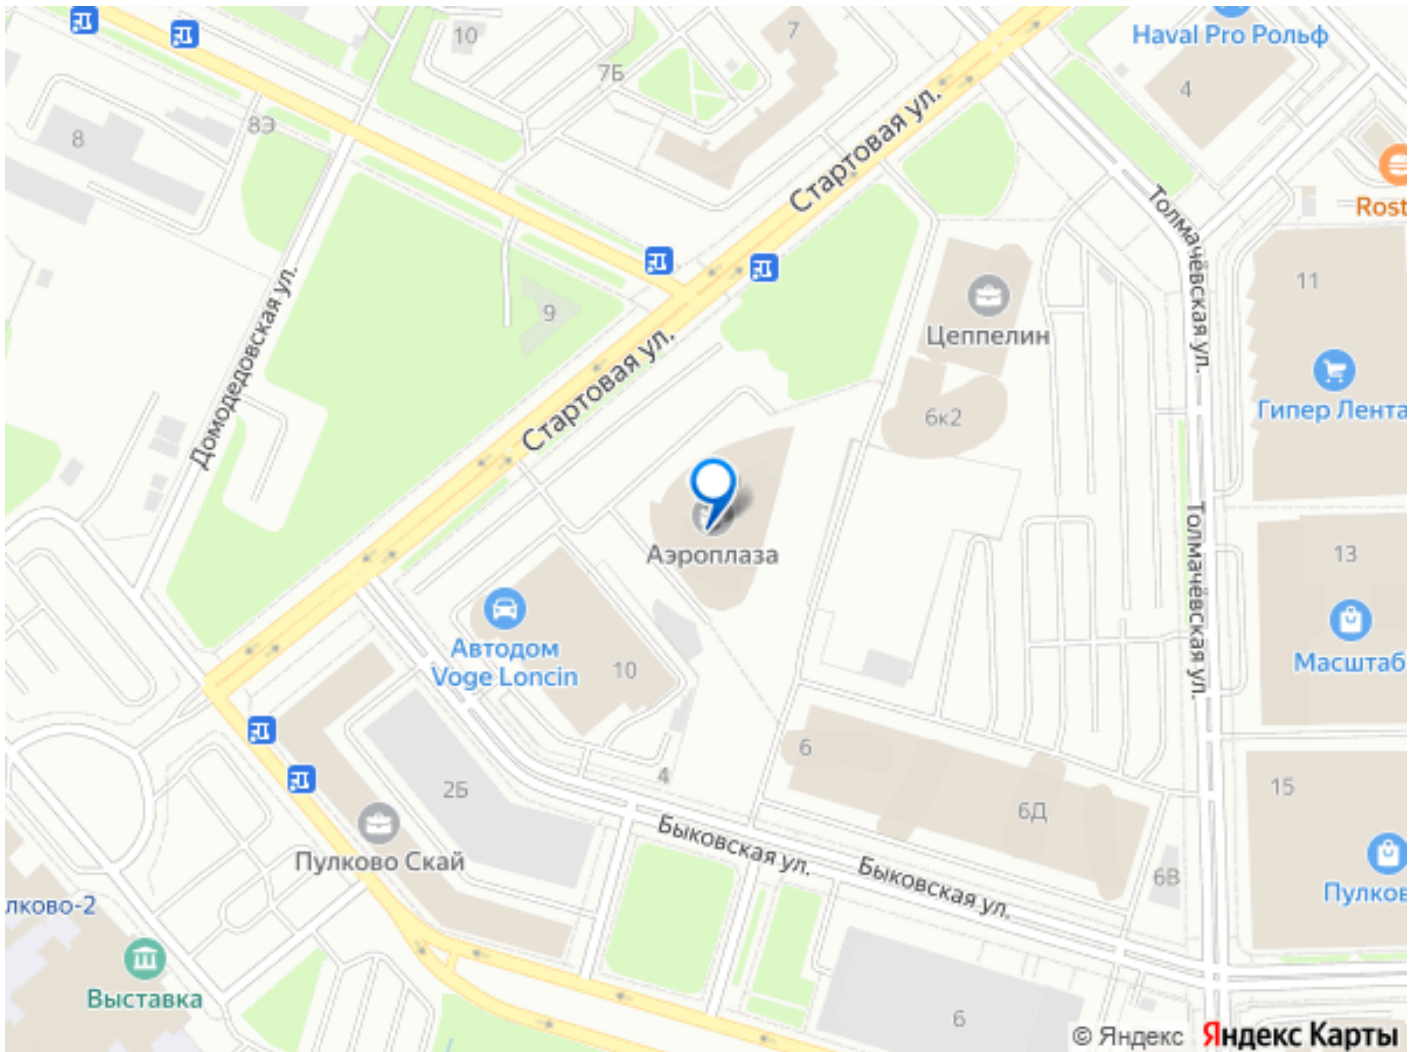 Haval Pro Рольф
10
7
7Б
4
8
8Э
Стартовая ул.
Rost
Толмачёвская ул.
11
9
Домодедовская ул.
Цеппелин
Стартовая ул.
6к2
Гипер Лента
Аэроплаза
13
Толмачёвская ул.
Автодом
Voge Loncin
10
Масштаб
6
4
2Б
15
6Д
Пулково Скай
Быковская ул.
Быковская ул.
6В
Пулков
лково-2
Выставка
6
© Яндекс Яндекс Карты